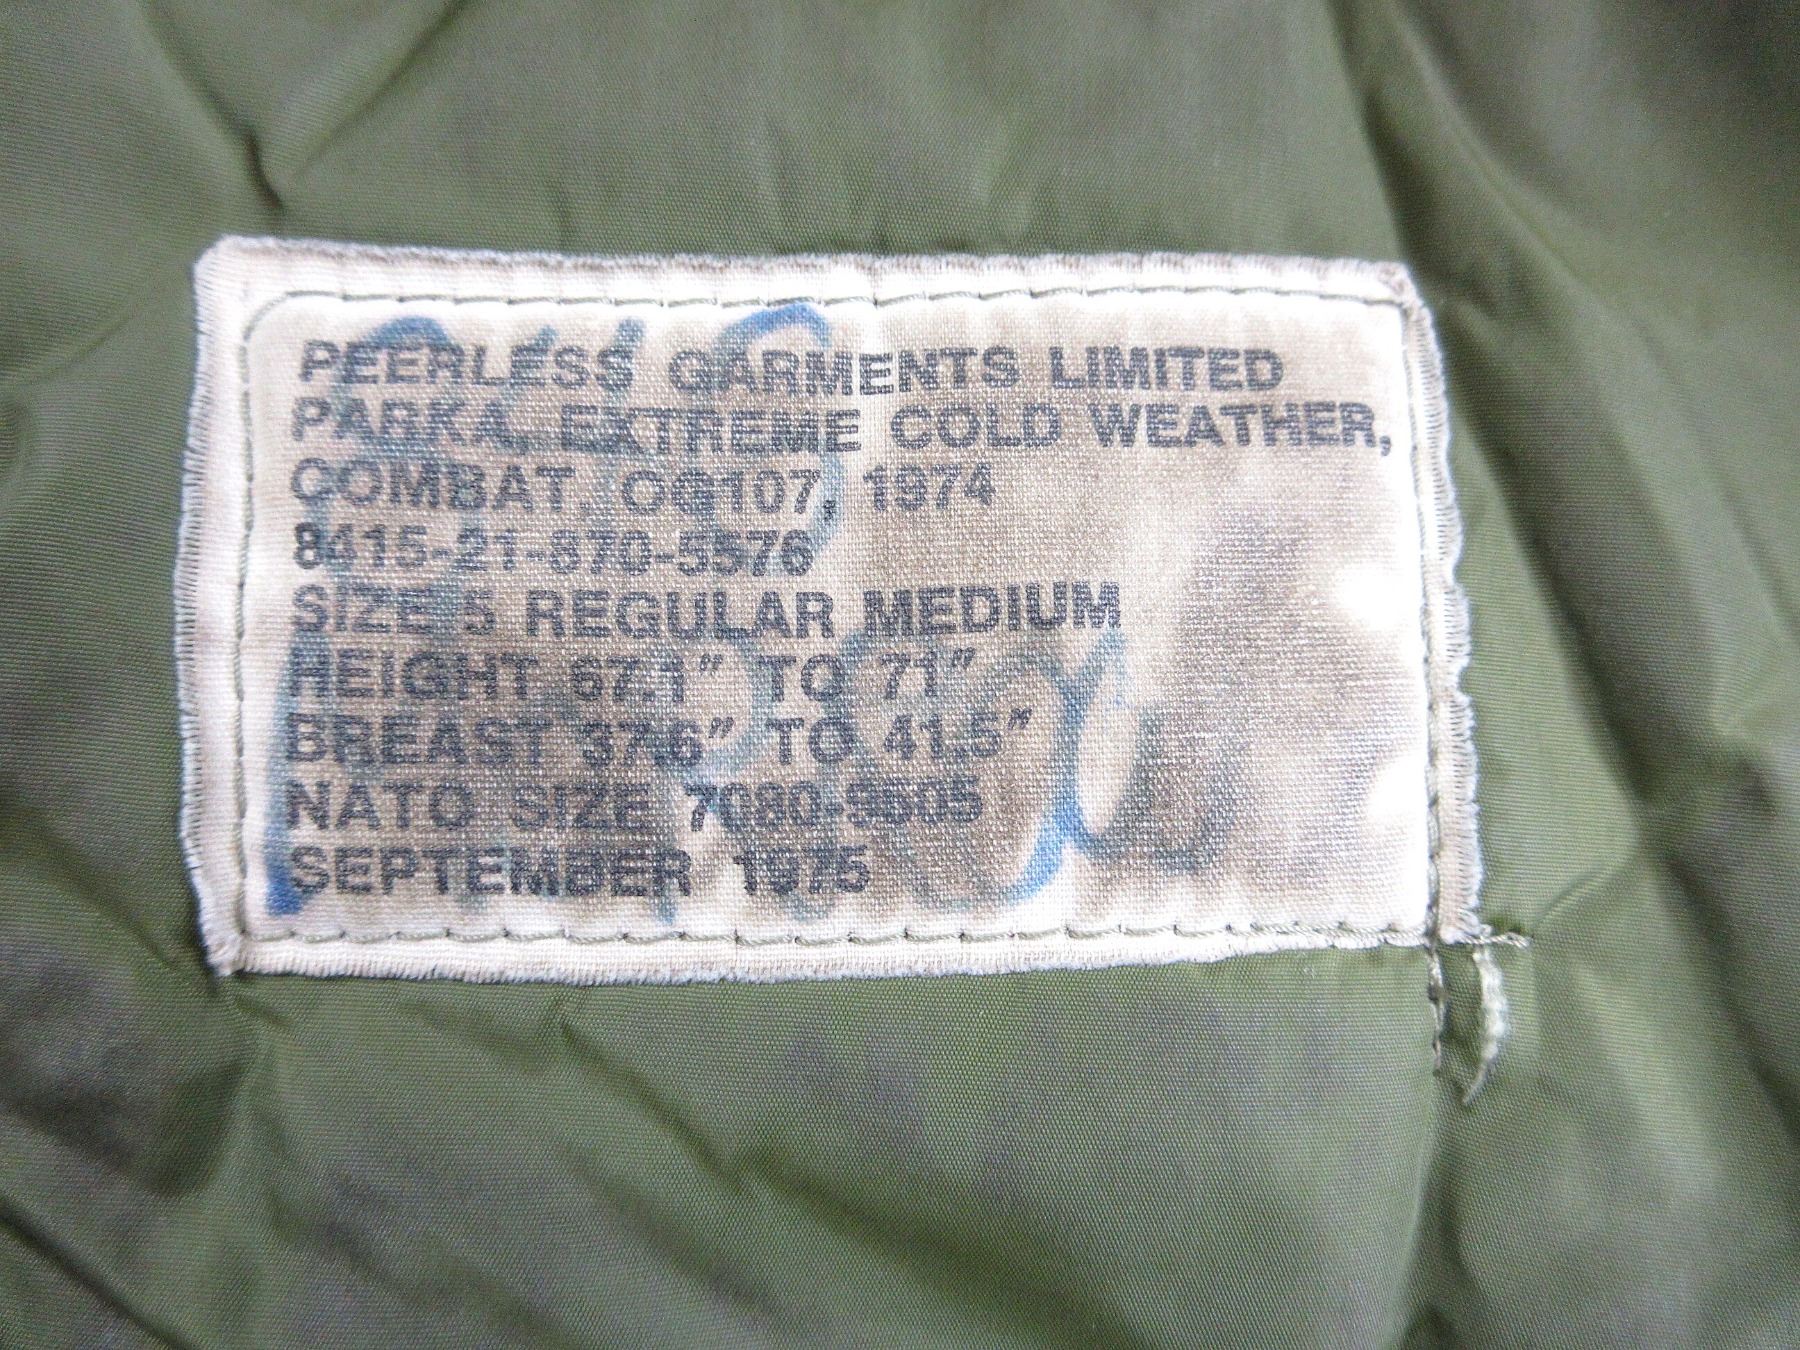 PEERLESS GARMENTS LIMITED
PARKA, EXTREME COLD WEATHER,
COMBAT, OG107, 1974
8415-21-870-5576
SIZE 5 REGULAR MEDIUM
HEIGHT 67.1" TO 71"
BREAST 37.6" TO 41.5"
NATO SIZE 7080-9505
SEPTEMBER 1975